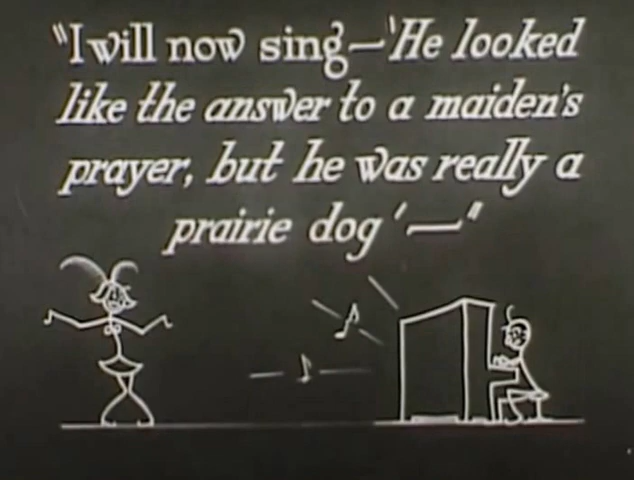 "I will now sing—'He looked
like the answer to a maiden's
prayer, but he was really a
prairie dog'—"